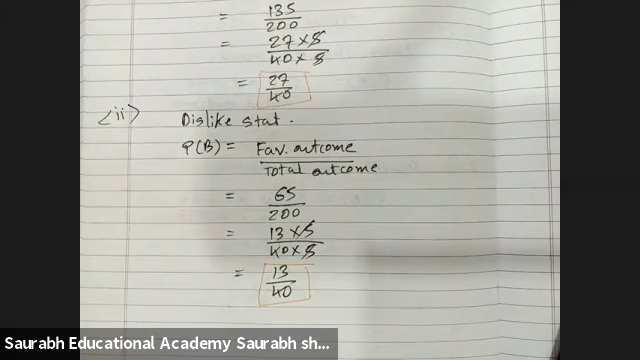 = 135/200
= 27 × 5/40 × 5
= 27/40
(ii) Dislike stat.
P(B) = Fav. outcome/Total outcome
= 65/200
= 13 × 5/40 × 5
= 13/40
Saurabh Educational Academy Saurabh sh...